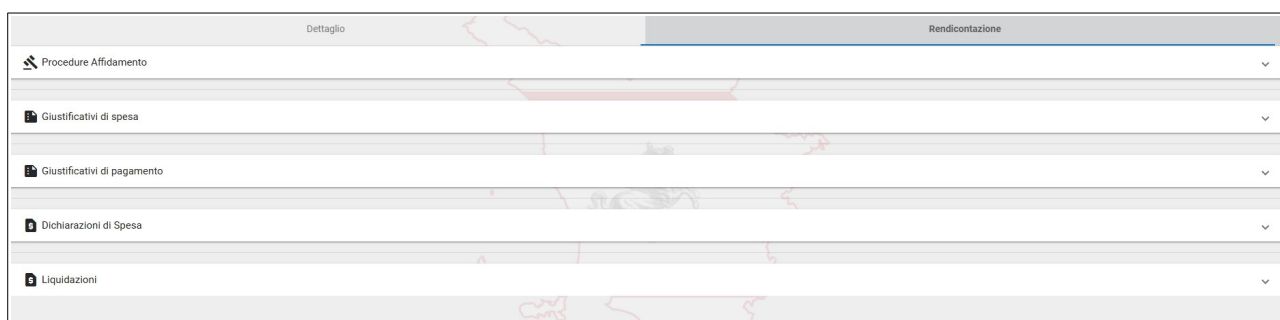 Dettaglio
Rendicontazione
Procedure Affidamento
Giustificativi di spesa
Giustificativi di pagamento
Dichiarazioni di Spesa
Liquidazioni